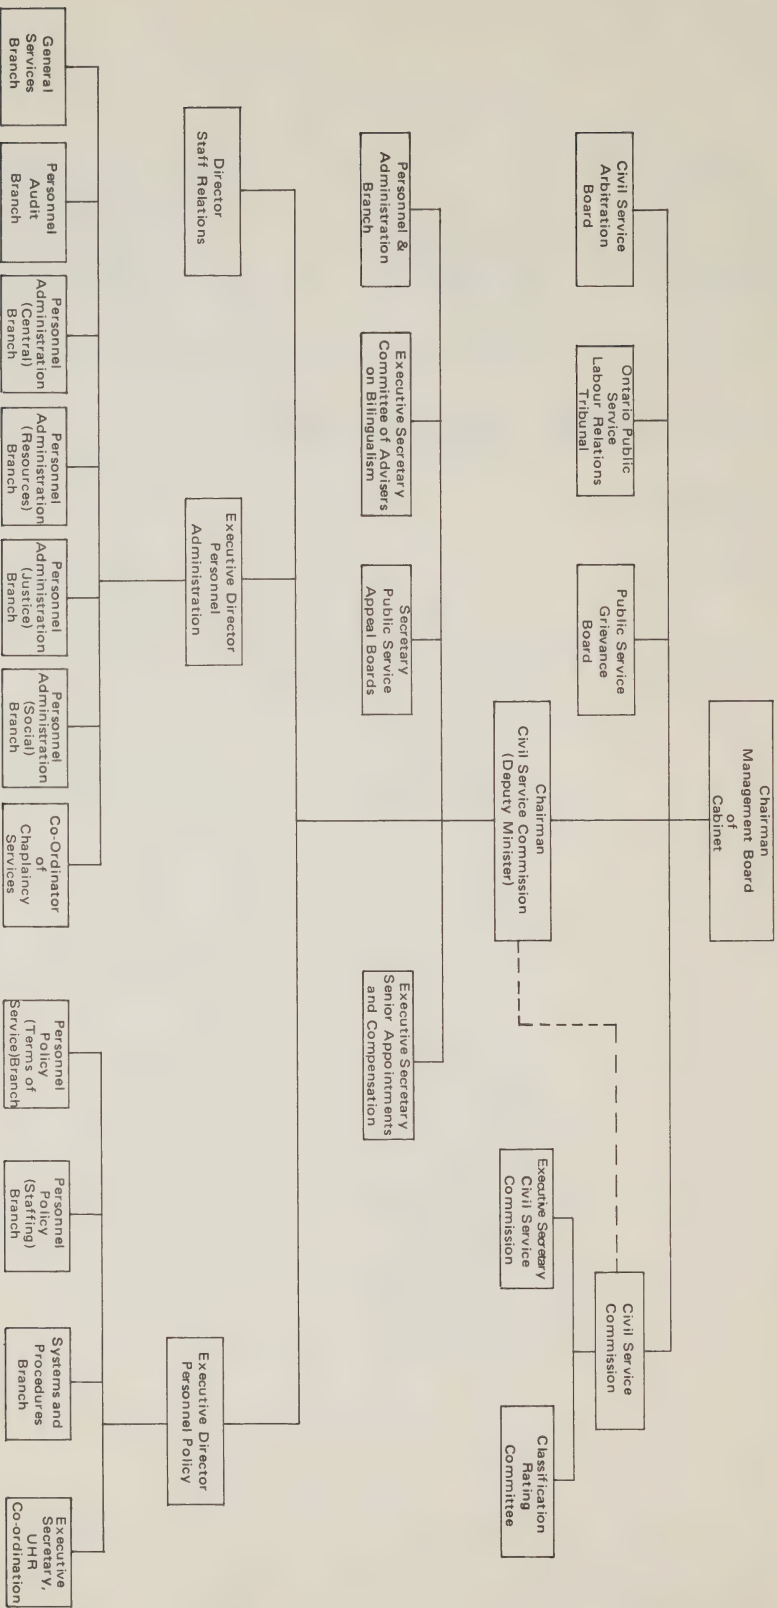 Chairman
Management Board
of
Cabinet
Civil Service
Arbitration
Board
Ontario Public
Service
Labour Relations
Tribunal
Public Service
Grievance
Board
Civil Service
Commission
Chairman
Civil Service Commission
(Deputy Minister)
Executive Secretary
Civil Service
Commission
Classification
Rating
Committee
Personnel &
Administration
Branch
Executive Secretary
Committee of Advisers
on Bilingualism
Secretary
Public Service
Appeal Boards
Executive Secretary
Senior Appointments
and Compensation
Director
Staff Relations
Executive Director
Personnel
Administration
Executive Director
Personnel Policy
General
Services
Branch
Personnel
Audit
Branch
Personnel
Administration
(Central)
Branch
Personnel
Administration
(Resources)
Branch
Personnel
Administration
(Justice)
Branch
Personnel
Administration
(Social)
Branch
Co-Ordinator
of
Chaplaincy
Services
Personnel
Policy
(Terms of
Service)Branch
Personnel
Policy
(Staffing)
Branch
Systems and
Procedures
Branch
Executive
Secretary,
UHR
Co-ordination